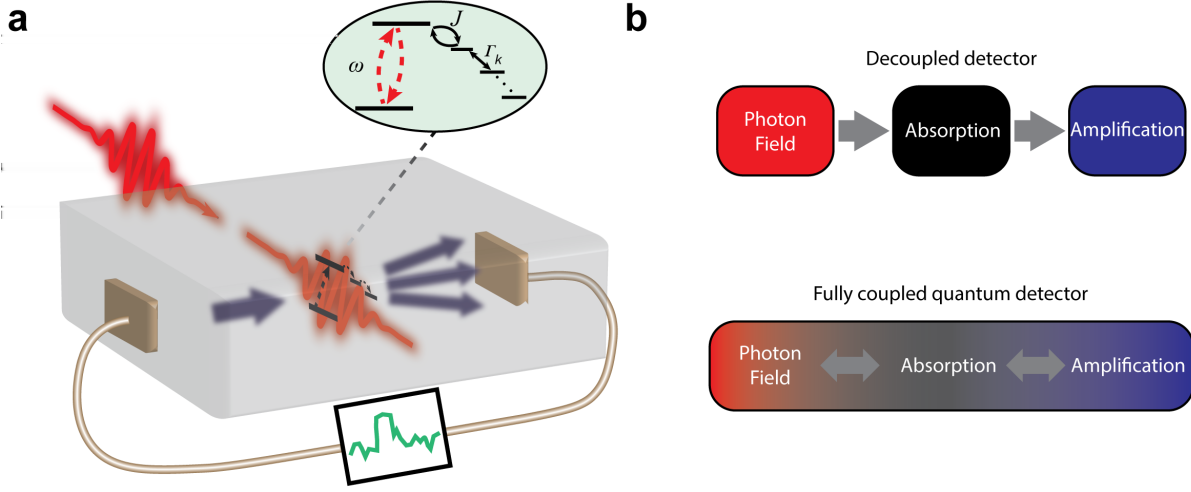 a
J
ω
Γk
b
Decoupled detector
Photon
Field
Absorption
Amplification
Fully coupled quantum detector
Photon
Field
Absorption
Amplification